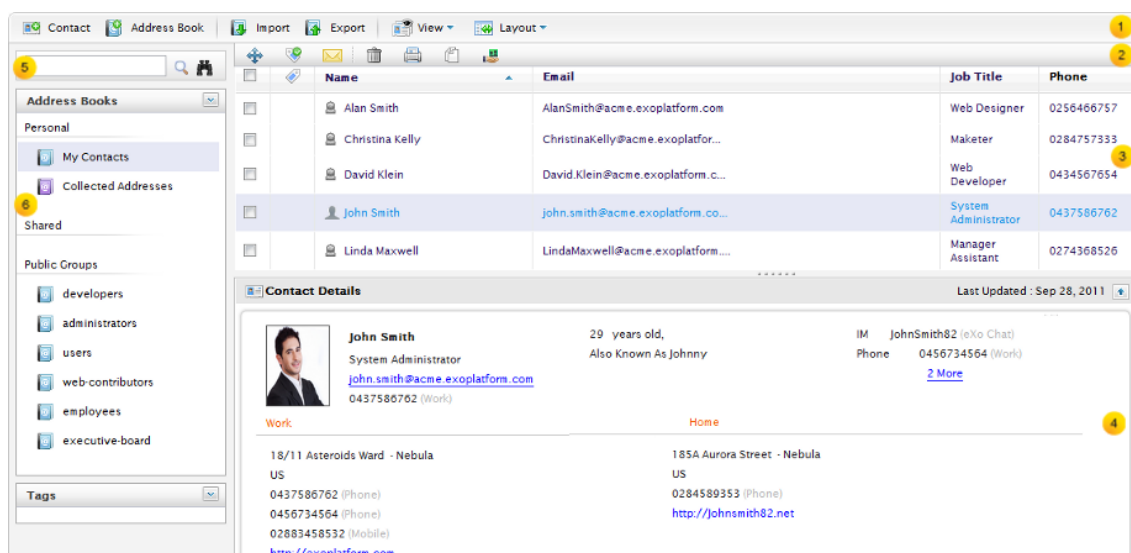 Contact Address Book Import Export View Layout 1
2
5
Name Email Job Title Phone
Address Books
Alan Smith AlanSmith@acme.exoplatform.com Web Designer 0256466757
Personal
Christina Kelly ChristinaKelly@acme.exoplatfor... Maketer 0284757333
My Contacts
3
David Klein David.Klein@acme.exoplatform.c... Web Developer 0434567654
Collected Addresses
6
John Smith john.smith@acme.exoplatform.co... System Administrator 0437586762
Shared
Linda Maxwell LindaMaxwell@acme.exoplatform.... Manager Assistant 0274368526
Public Groups
developers
administrators
users
web-contributors
employees
executive-board
Tags
Contact Details Last Updated : Sep 28, 2011
John Smith
System Administrator
john.smith@acme.exoplatform.com
0437586762 (Work)
29 years old,
Also Known As Johnny
IM JohnSmith82 (eXo Chat)
Phone 0456734564 (Work)
2 More
4
Work
18/11 Asteroids Ward - Nebula
US
0437586762 (Phone)
0456734564 (Phone)
02883458532 (Mobile)
http://exoplatform.com
Home
185A Aurora Street - Nebula
US
0284589353 (Phone)
http://Johnsmith82.net